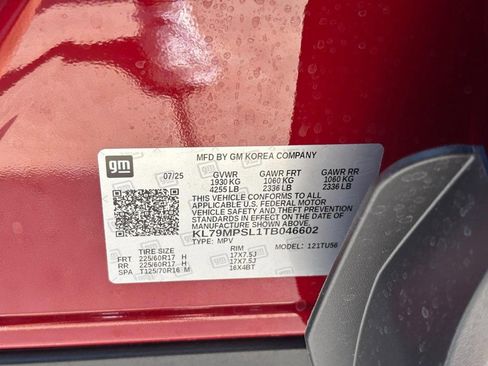 gm
MFD BY GM KOREA COMPANY
07/25 GVWR GAWR FRT GAWR RR
1930 KG 1060 KG 1060 KG
4255 LB 2336 LB 2336 LB
THIS VEHICLE CONFORMS TO ALL
APPLICABLE U.S. FEDERAL MOTOR
VEHICLE SAFETY AND THEFT PREVENTION
STANDARDS IN EFFECT ON THE DATE OF
MANUFACTURE SHOWN ABOVE.
KL79MPSL1TB046602
TYPE: MPV MODEL: 121TU56
TIRE SIZE RIM
FRT 225/60R17 H 17X7.5J
RR 225/60R17 H 17X7.5J
SPA T125/70R16 M 16X4BT